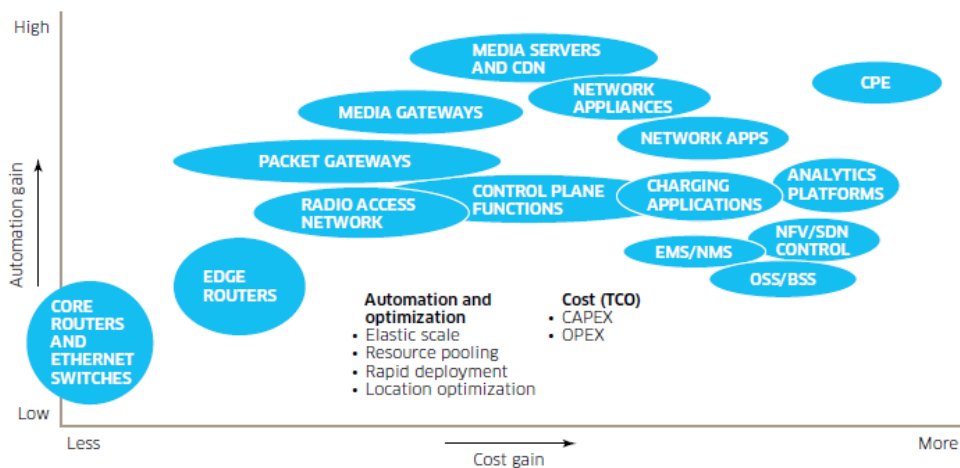 High
MEDIA SERVERS
AND CDN
CPE
NETWORK
APPLIANCES
MEDIA GATEWAYS
NETWORK APPS
PACKET GATEWAYS
ANALYTICS
PLATFORMS
CONTROL PLANE
FUNCTIONS
CHARGING
APPLICATIONS
RADIO ACCESS
NETWORK
NFV/SDN
CONTROL
EMS/NMS
OSS/BSS
EDGE
ROUTERS
CORE
ROUTERS
AND
ETHERNET
SWITCHES
Automation gain
Automation and
optimization
• Elastic scale
• Resource pooling
• Rapid deployment
• Location optimization
Cost (TCO)
• CAPEX
• OPEX
Low
Less
More
Cost gain